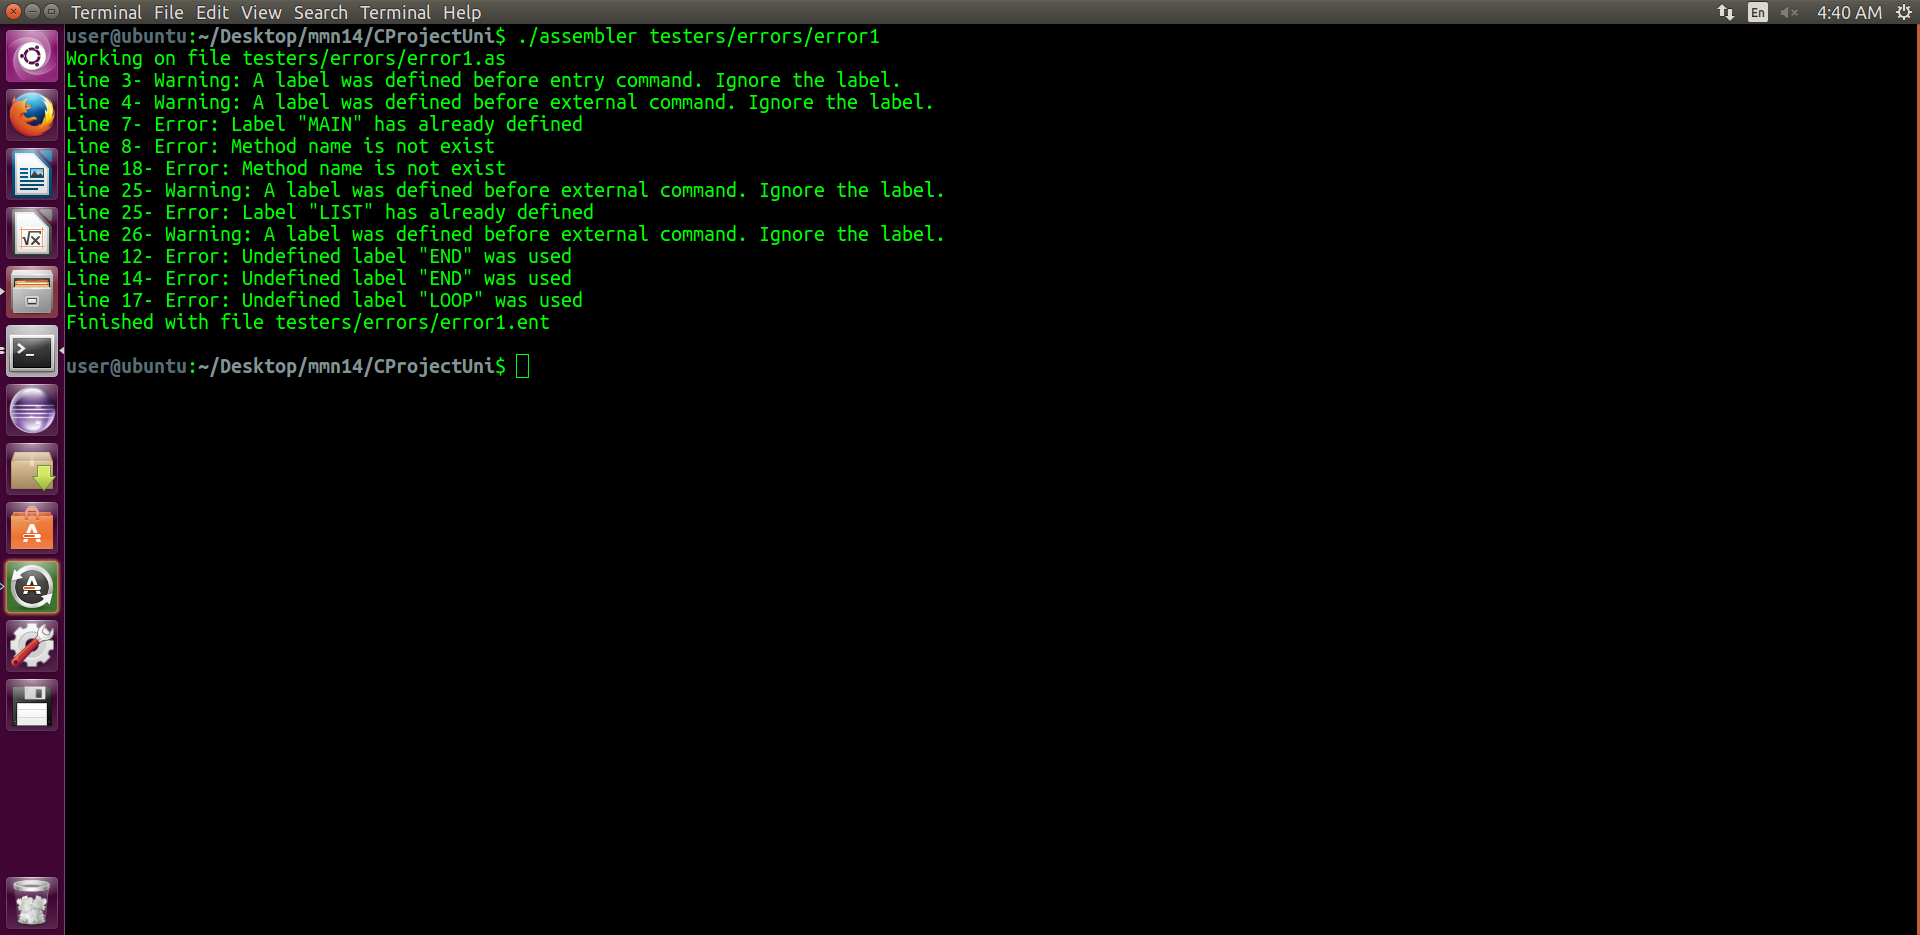 Terminal File Edit View Search Terminal Help En 4:40 AM
user@ubuntu:~/Desktop/mmn14/CProjectUni$ ./assembler testers/errors/error1
Working on file testers/errors/error1.as
Line 3- Warning: A label was defined before entry command. Ignore the label.
Line 4- Warning: A label was defined before external command. Ignore the label.
Line 7- Error: Label "MAIN" has already defined
Line 8- Error: Method name is not exist
Line 18- Error: Method name is not exist
Line 25- Warning: A label was defined before external command. Ignore the label.
Line 25- Error: Label "LIST" has already defined
Line 26- Warning: A label was defined before external command. Ignore the label.
Line 12- Error: Undefined label "END" was used
Line 14- Error: Undefined label "END" was used
Line 17- Error: Undefined label "LOOP" was used
Finished with file testers/errors/error1.ent
user@ubuntu:~/Desktop/mmn14/CProjectUni$